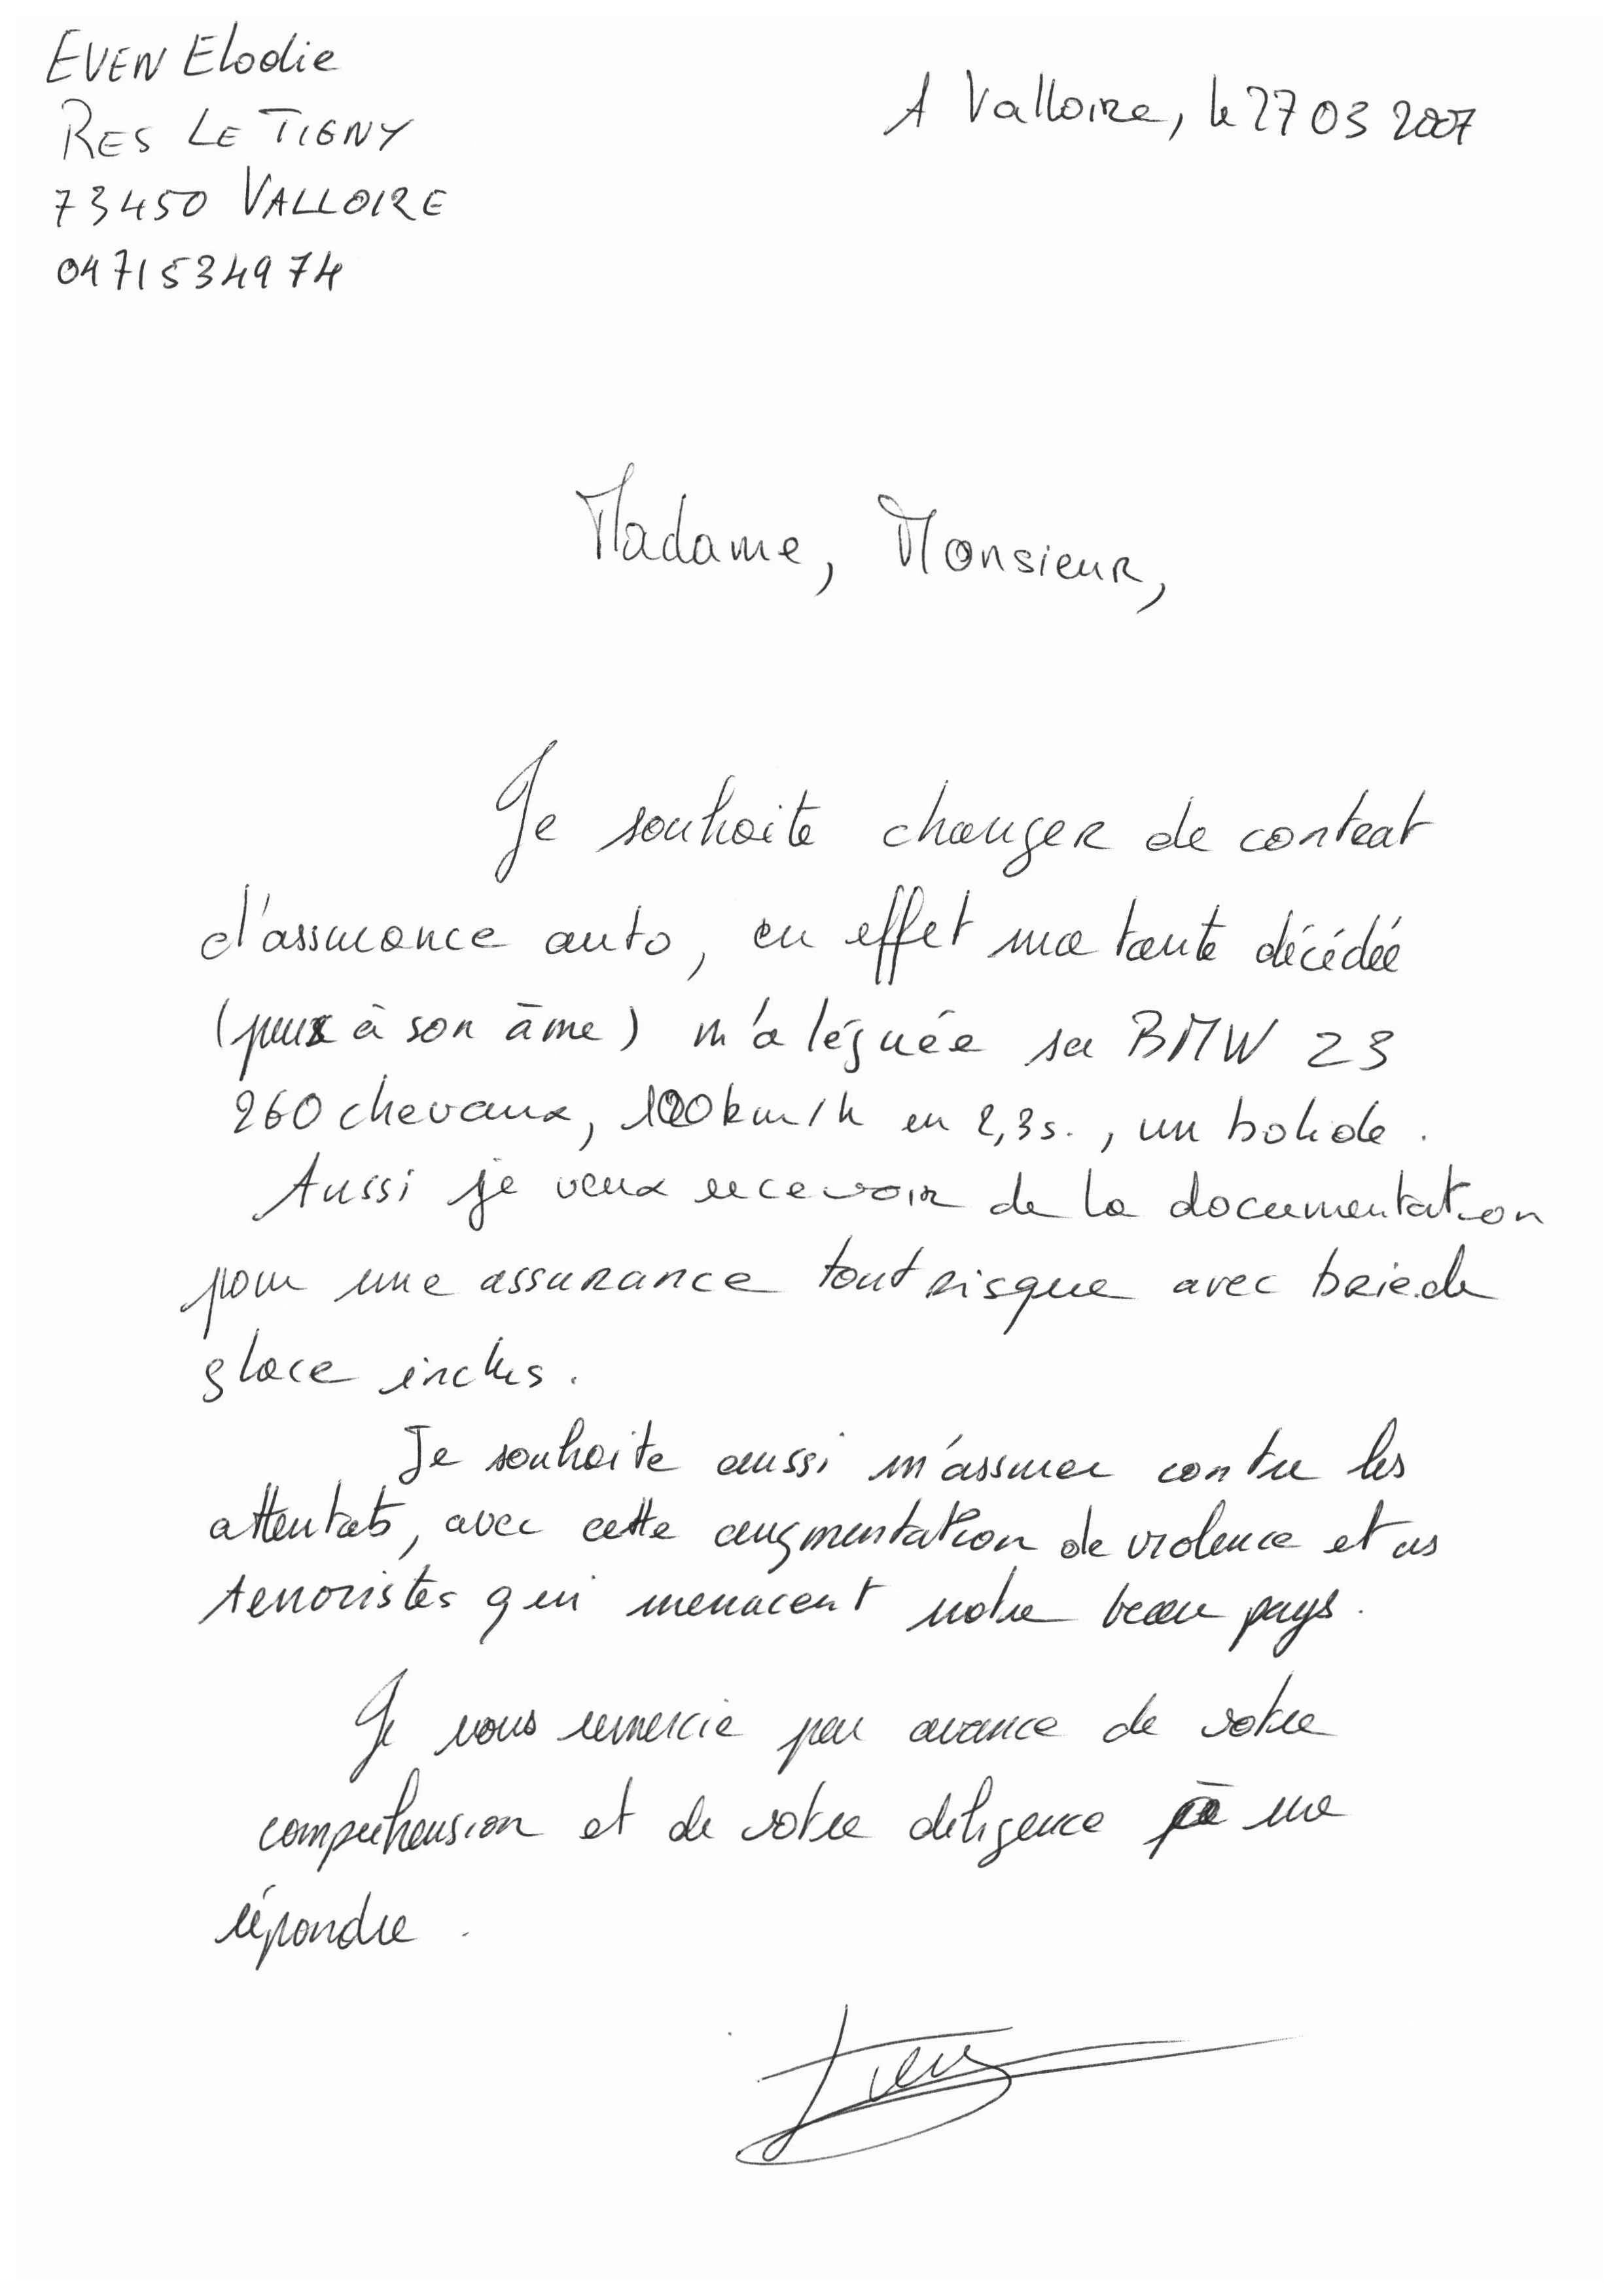 EVEN Elodie
RES LE TIGNY
73450 VALLOIRE
0471534974
A Valloire, le 27 03 2007
Madame, Monsieur,
Je souhaite changer de contrat
d'assurance auto, en effet ma tante décédée
(paix à son âme) m'a léguée sa BMW Z3
260 chevaux, 100 km/h en 2,3s., un bolide.
Aussi je veux recevoir de la documentation
pour une assurance tout risque avec brie de
glace inclus.
Je souhaite aussi m'assurer contre les
attentats, avec cette augmentation de violence et ces
terroristes qui menacent notre beau pays.
Je vous remercie par avance de votre
compréhension et de votre diligence à me
répondre.
Even